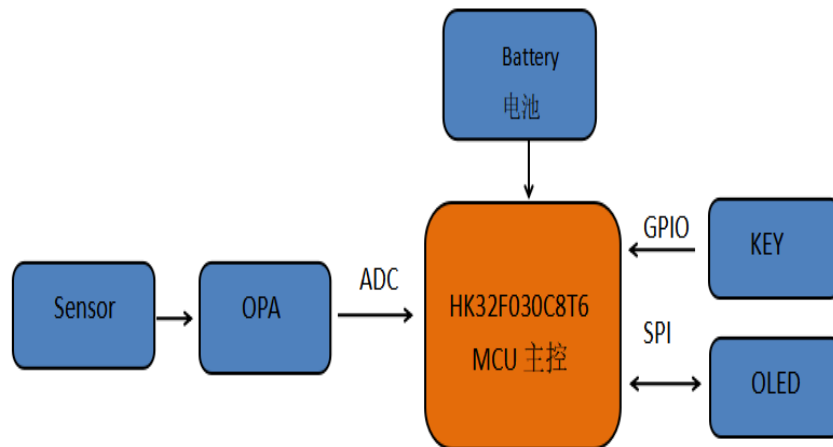 Battery
电池
GPIO
KEY
Sensor
OPA
ADC
HK32F030C8T6
MCU 主控
SPI
OLED